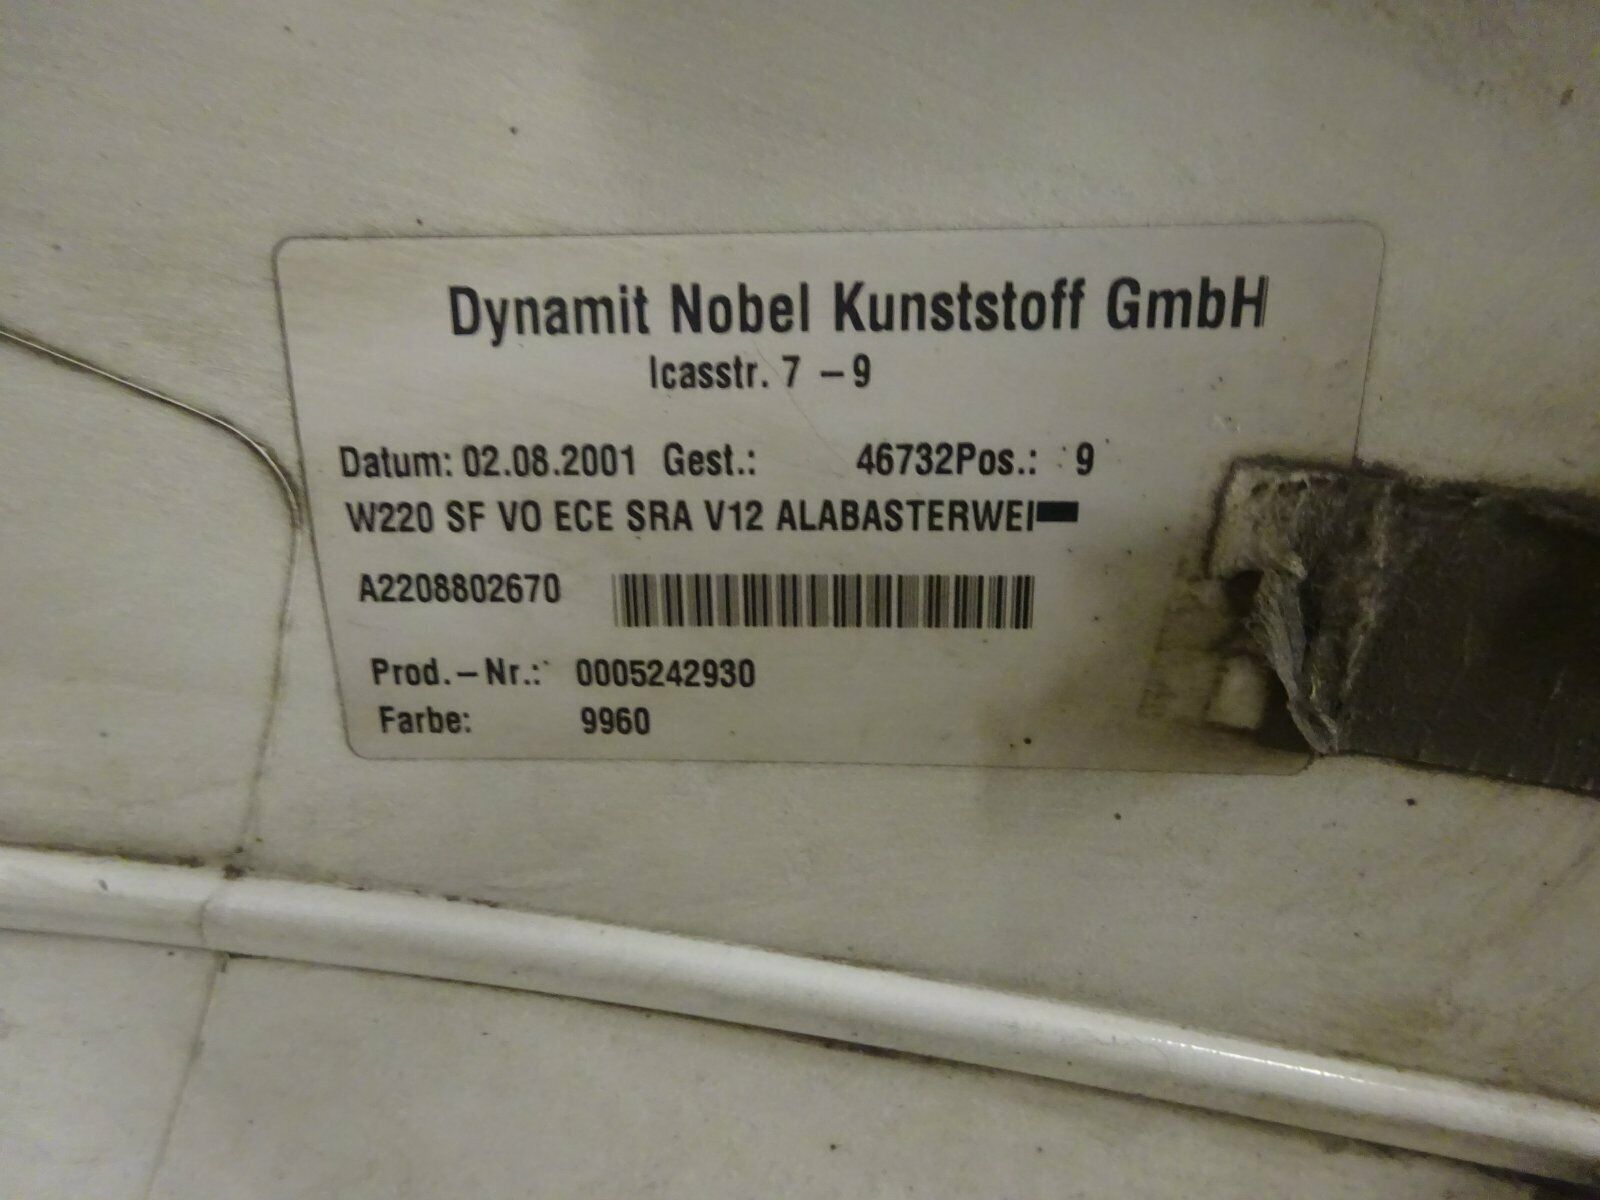 Dynamit Nobel Kunststoff GmbH
Icasstr. 7 – 9
Datum: 02.08.2001 Gest.: 46732Pos.: 9
W220 SF VO ECE SRA V12 ALABASTERWEI
A2208802670
Prod.–Nr.: 0005242930
Farbe: 9960